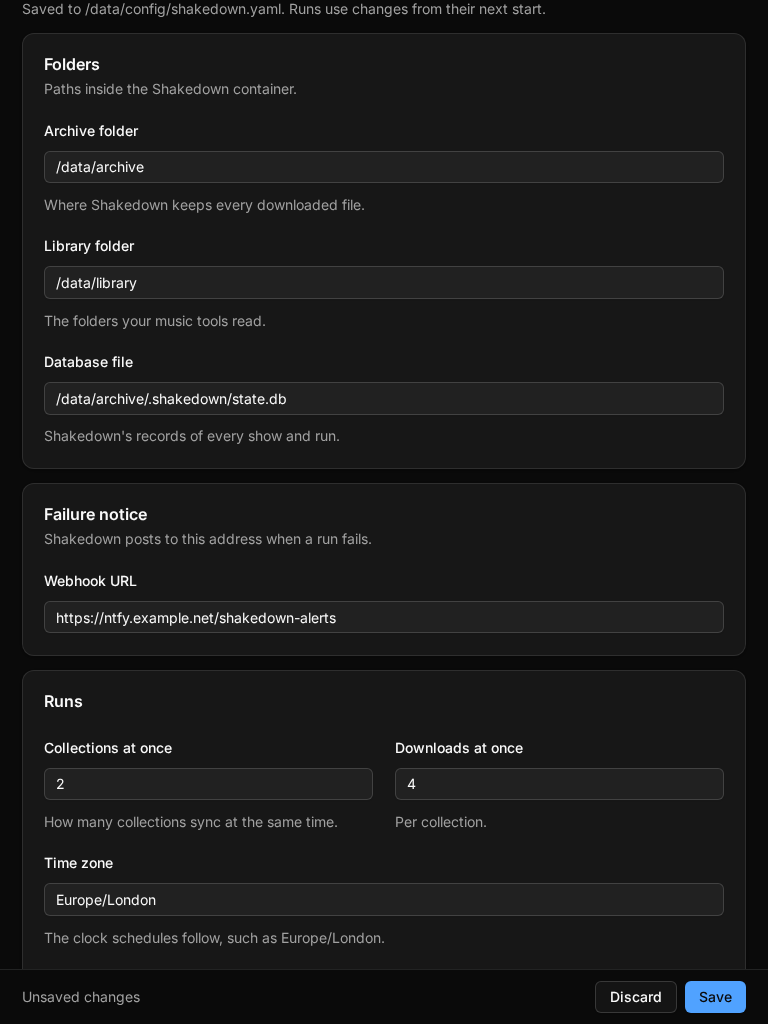 Saved to /data/config/shakedown.yaml. Runs use changes from their next start.
Folders
Paths inside the Shakedown container.
Archive folder
/data/archive
Where Shakedown keeps every downloaded file.
Library folder
/data/library
The folders your music tools read.
Database file
/data/archive/.shakedown/state.db
Shakedown's records of every show and run.
Failure notice
Shakedown posts to this address when a run fails.
Webhook URL
https://ntfy.example.net/shakedown-alerts
Runs
Collections at once
Downloads at once
2
4
How many collections sync at the same time.
Per collection.
Time zone
Europe/London
The clock schedules follow, such as Europe/London.
Unsaved changes
Discard
Save